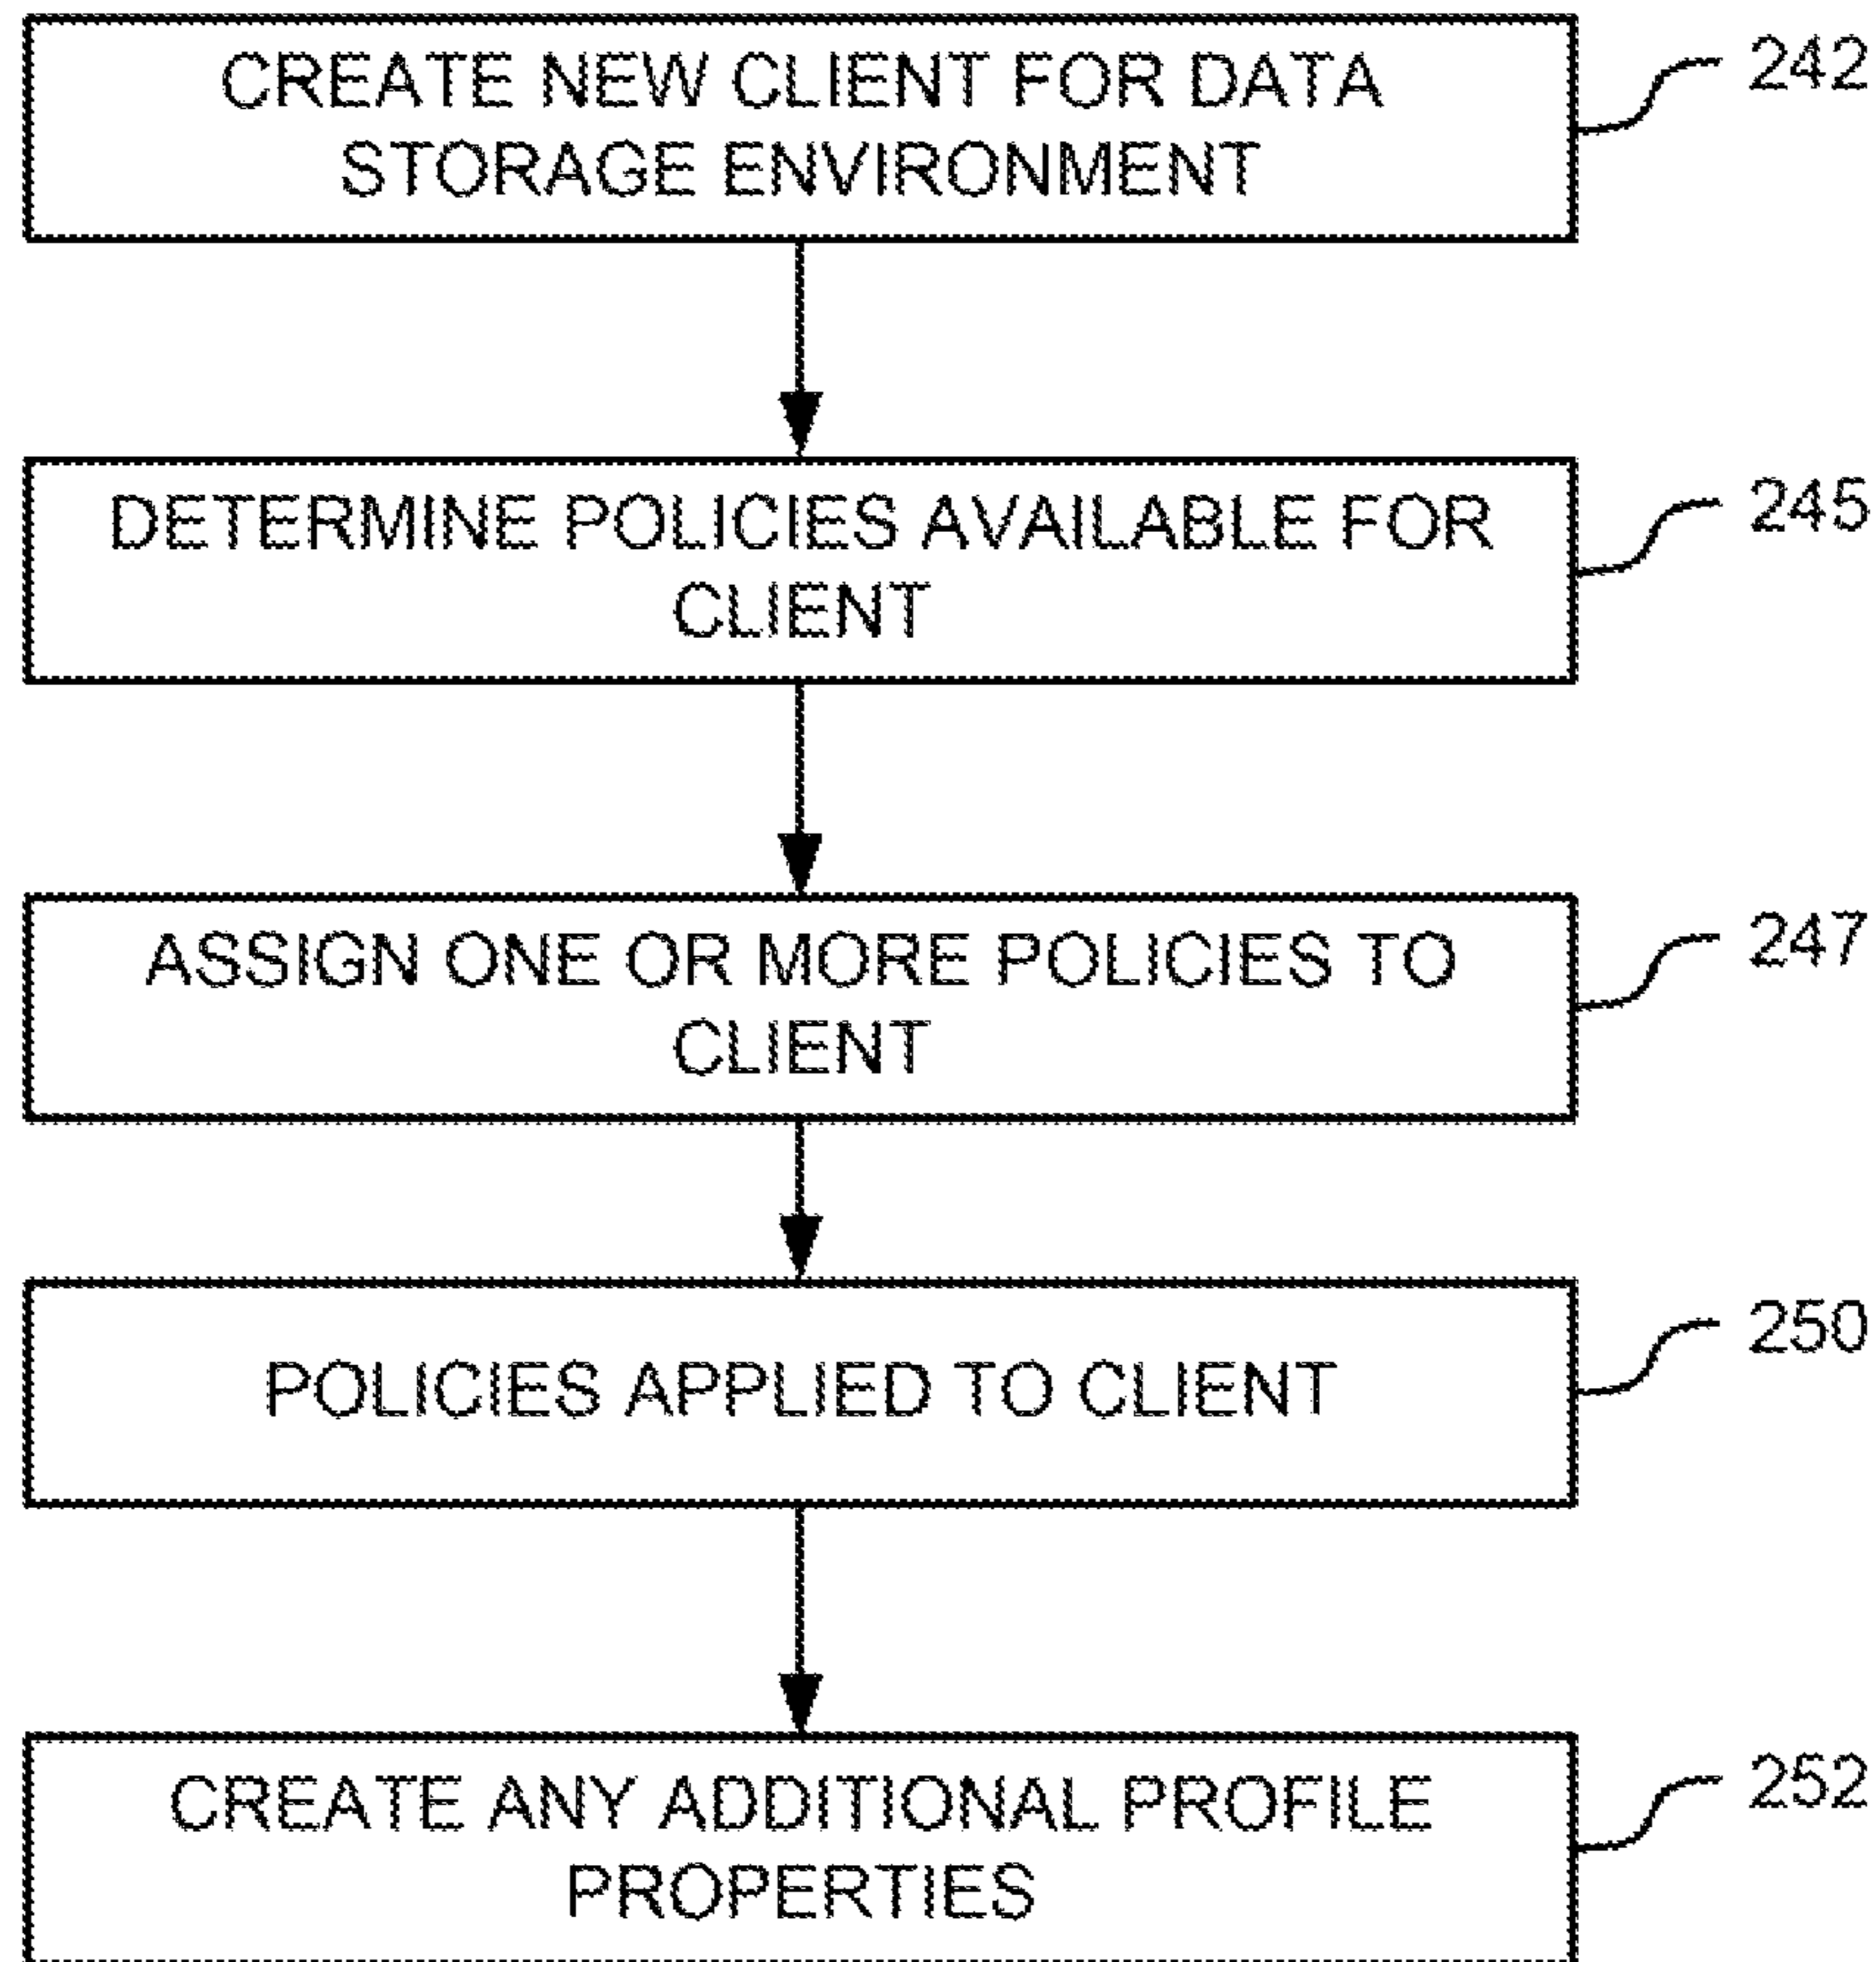 CREATE NEW CLIENT FOR DATA
STORAGE ENVIRONMENT
242
DETERMINE POLICIES AVAILABLE FOR
CLIENT
245
ASSIGN ONE OR MORE POLICIES TO
CLIENT
247
POLICIES APPLIED TO CLIENT
250
CREATE ANY ADDITIONAL PROFILE
PROPERTIES
252